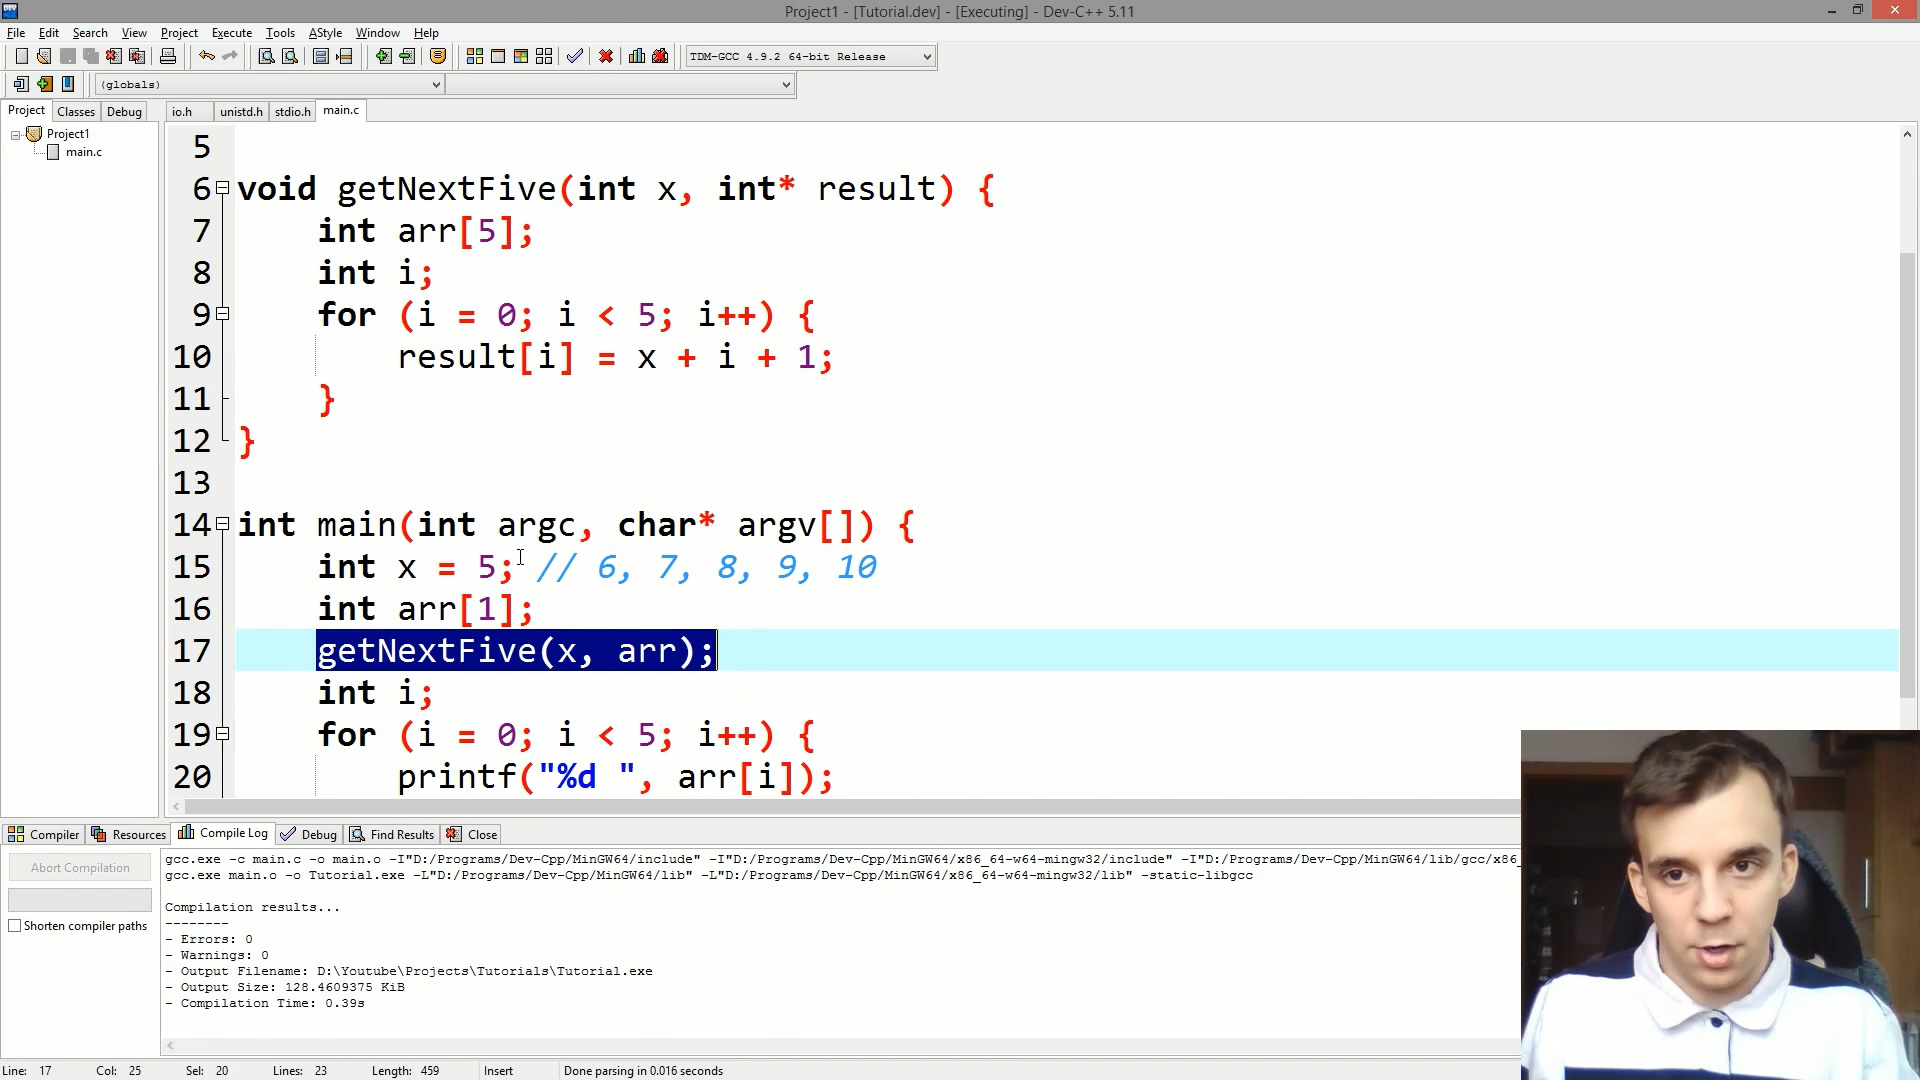 Project1 - [Tutorial.dev] - [Executing] - Dev-C++ 5.11
File Edit Search View Project Execute Tools AStyle Window Help
TDM-GCC 4.9.2 64-bit Release
(globals)
Project Classes Debug
io.h unistd.h stdio.h main.c
Project1
main.c
5
6 void getNextFive(int x, int* result) {
7 int arr[5];
8 int i;
9 for (i = 0; i < 5; i++) {
10 result[i] = x + i + 1;
11 }
12 }
13
14 int main(int argc, char* argv[]) {
15 int x = 5; // 6, 7, 8, 9, 10
16 int arr[1];
17 getNextFive(x, arr);
18 int i;
19 for (i = 0; i < 5; i++) {
20 printf("%d ", arr[i]);
Compiler Resources Compile Log Debug Find Results Close
Abort Compilation
Shorten compiler paths
gcc.exe -c main.c -o main.o -I"D:/Programs/Dev-Cpp/MinGW64/include" -I"D:/Programs/Dev-Cpp/MinGW64/x86_64-w64-mingw32/include" -I"D:/Programs/Dev-Cpp/MinGW64/lib/gcc/x86_
gcc.exe main.o -o Tutorial.exe -L"D:/Programs/Dev-Cpp/MinGW64/lib" -L"D:/Programs/Dev-Cpp/MinGW64/x86_64-w64-mingw32/lib" -static-libgcc
Compilation results...
--------
- Errors: 0
- Warnings: 0
- Output Filename: D:\Youtube\Projects\Tutorials\Tutorial.exe
- Output Size: 128.4609375 KiB
- Compilation Time: 0.39s
Line: 17 Col: 25 Sel: 20 Lines: 23 Length: 459 Insert Done parsing in 0.016 seconds